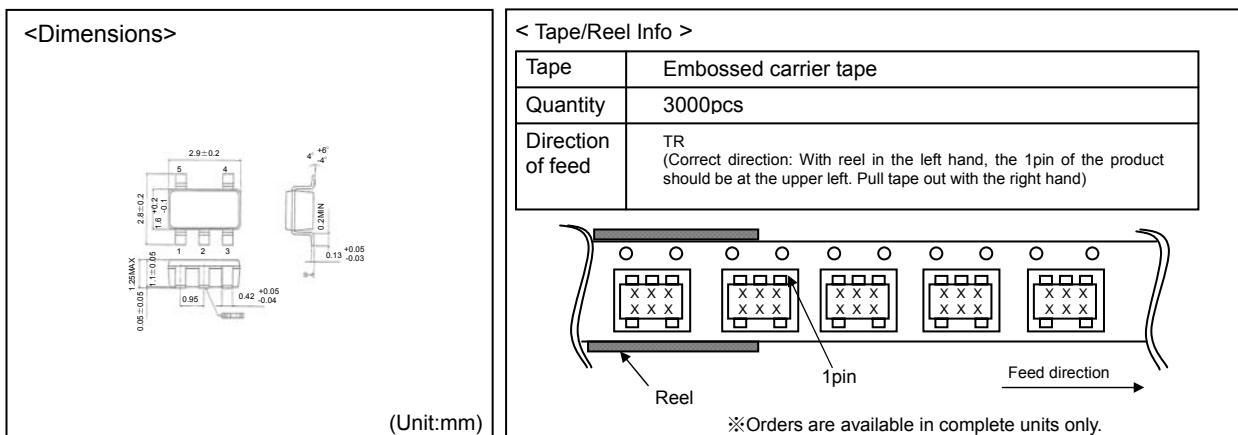 <Dimensions>
2.9±0.2
5 4
2.8±0.2
1.6 +0.2 -0.1
1 2 3
4° +6° -4°
0.2MIN
0.13 +0.05 -0.03
1.25MAX
1.1±0.05
0.05±0.05
0.95
0.42 +0.05 -0.04
(Unit:mm)
< Tape/Reel Info >
Tape Embossed carrier tape
Quantity 3000pcs
Direction of feed TR
(Correct direction: With reel in the left hand, the 1pin of the product
should be at the upper left. Pull tape out with the right hand)
X X X X X X X X X X X X X X X
X X X X X X X X X X X X X X X
1pin
Reel
Feed direction
※Orders are available in complete units only.